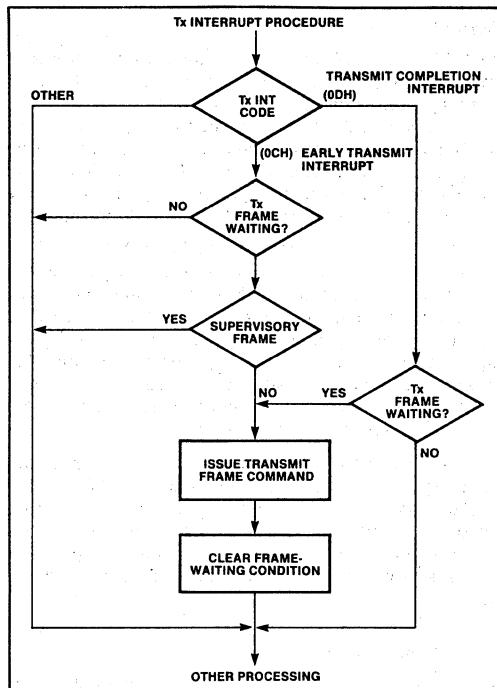 Tx INTERRUPT PROCEDURE
OTHER
Tx INT
CODE
(0DH)
TRANSMIT COMPLETION
INTERRUPT
(0CH)
EARLY TRANSMIT
INTERRUPT
NO
Tx
FRAME
WAITING?
YES
SUPERVISORY
FRAME
NO
YES
Tx
FRAME
WAITING?
NO
ISSUE TRANSMIT
FRAME COMMAND
CLEAR FRAME-
WAITING CONDITION
OTHER PROCESSING